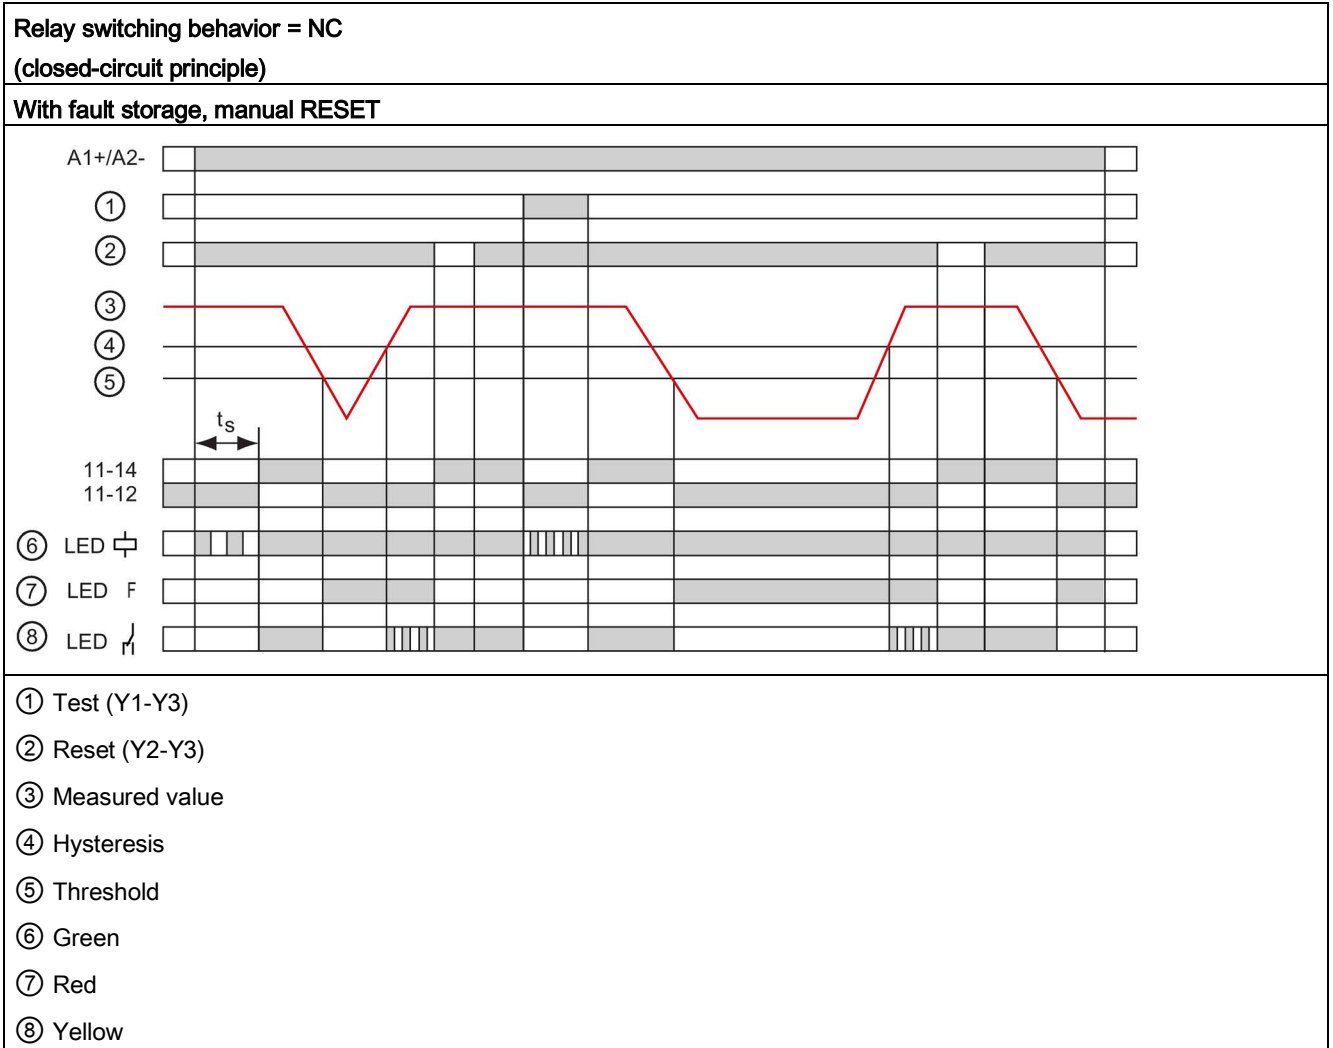 Relay switching behavior = NC
(closed-circuit principle)
With fault storage, manual RESET
A1+/A2-
①
②
③
④
⑤
ts
11-14
11-12
⑥ LED
⑦ LED F
⑧ LED
① Test (Y1-Y3)
② Reset (Y2-Y3)
③ Measured value
④ Hysteresis
⑤ Threshold
⑥ Green
⑦ Red
⑧ Yellow